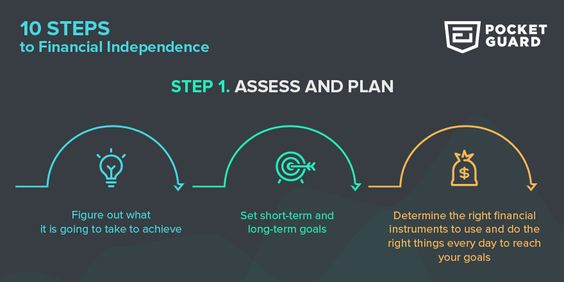 10 STEPS
to Financial Independence
POCKET
GUARD
STEP 1. ASSESS AND PLAN
Figure out what
it is going to take to achieve
Set short-term and
long-term goals
$
Determine the right financial
instruments to use and do the
right things every day to reach
your goals